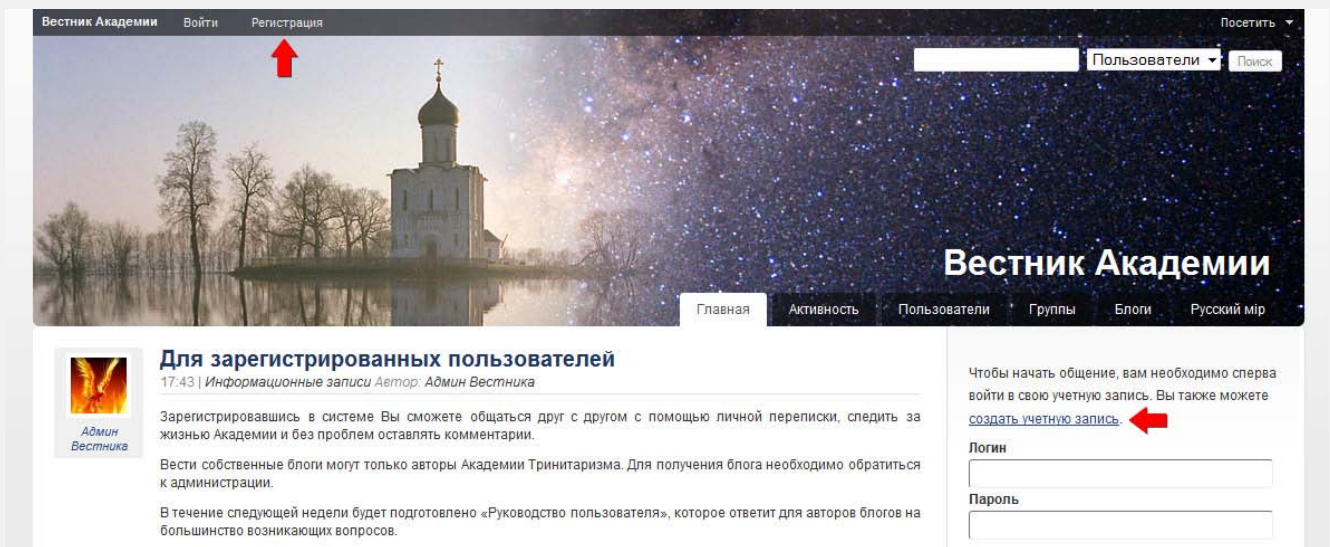 Вестник Академии Войти Регистрация Посетить
Пользователи Поиск
Вестник Академии
Главная Активность Пользователи Группы Блоги Русский мір
Для зарегистрированных пользователей
17:43 | Информационные записи Автор: Админ Вестника
Админ
Вестника
Зарегистрировавшись в системе Вы сможете общаться друг с другом с помощью личной переписки, следить за
жизнью Академии и без проблем оставлять комментарии.
Вести собственные блоги могут только авторы Академии Тринитаризма. Для получения блога необходимо обратиться
к администрации.
В течение следующей недели будет подготовлено «Руководство пользователя», которое ответит для авторов блогов на
большинство возникающих вопросов.
Чтобы начать общение, вам необходимо сперва
войти в свою учетную запись. Вы также можете
создать учетную запись.
Логин
Пароль